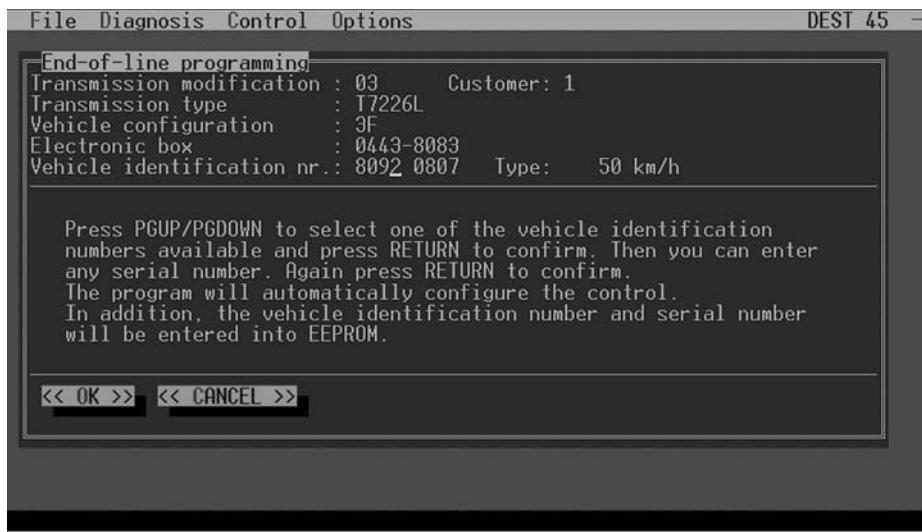 File Diagnosis Control Options DEST 45
End-of-line programming
Transmission modification : 03 Customer: 1
Transmission type : T7226L
Vehicle configuration : 3F
Electronic box : 0443-8083
Vehicle identification nr.: 8092 0807 Type: 50 km/h
Press PGUP/PGDOWN to select one of the vehicle identification
numbers available and press RETURN to confirm. Then you can enter
any serial number. Again press RETURN to confirm.
The program will automatically configure the control.
In addition, the vehicle identification number and serial number
will be entered into EEPROM.
<< OK >> << CANCEL >>